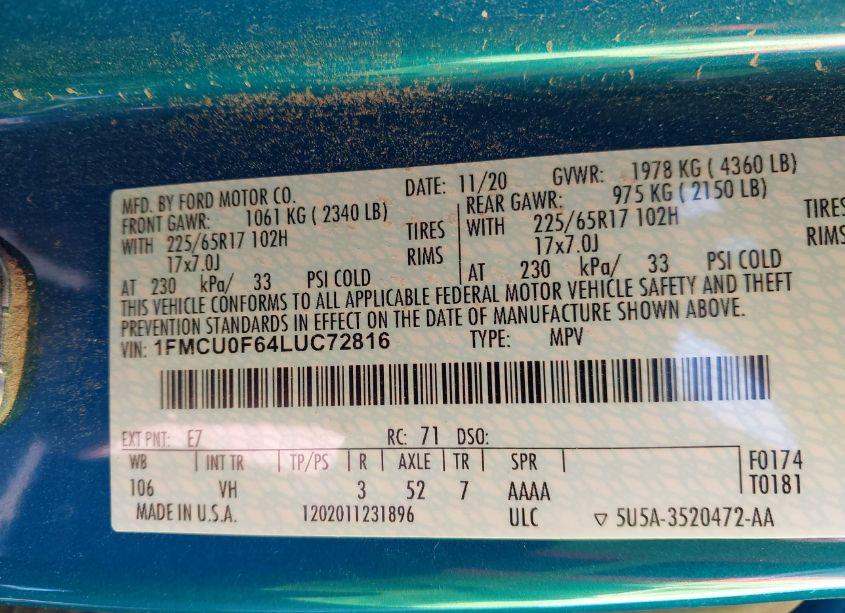 MFD. BY FORD MOTOR CO. DATE: 11/20 GVWR: 1978 KG ( 4360 LB)
FRONT GAWR: 1061 KG ( 2340 LB) REAR GAWR: 975 KG ( 2150 LB)
WITH 225/65R17 102H TIRES WITH 225/65R17 102H TIRES
17x7.0J RIMS 17x7.0J RIMS
AT 230 kPa/ 33 PSI COLD AT 230 kPa/ 33 PSI COLD
THIS VEHICLE CONFORMS TO ALL APPLICABLE FEDERAL MOTOR VEHICLE SAFETY AND THEFT
PREVENTION STANDARDS IN EFFECT ON THE DATE OF MANUFACTURE SHOWN ABOVE.
VIN: 1FMCU0F64LUC72816 TYPE: MPV
EXT PNT: E7 RC: 71 DSO:
WB INT TR TP/PS R AXLE TR SPR F0174
106 VH 3 52 7 AAAA T0181
MADE IN U.S.A. 1202011231896 ULC ▽ 5U5A-3520472-AA